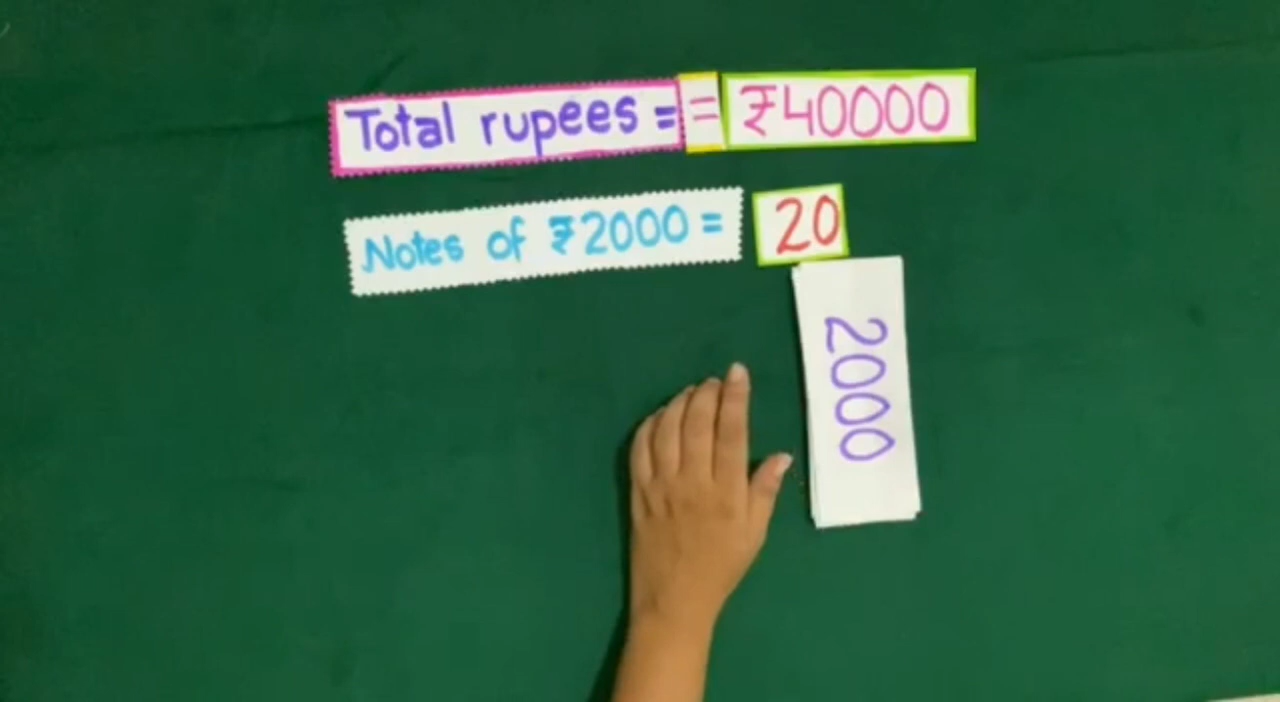 Total rupees = = ₹40000
Notes of ₹2000 = 20
2000